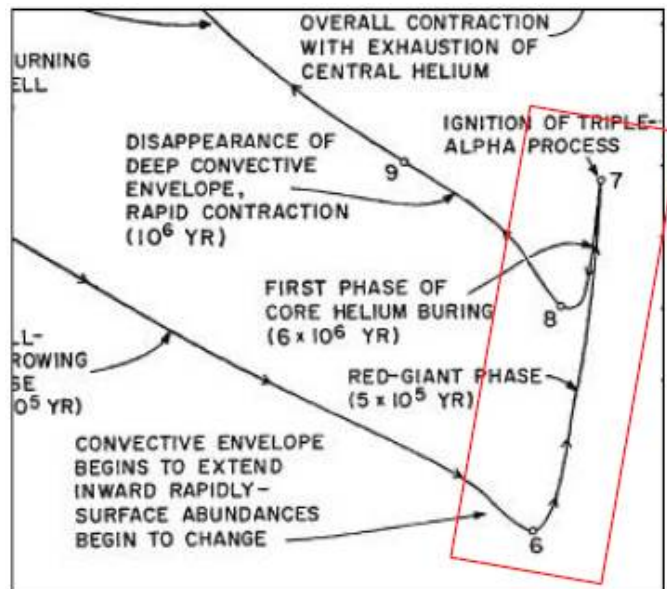 OVERALL CONTRACTION
WITH EXHAUSTION OF
CENTRAL HELIUM
URNING
ELL
IGNITION OF TRIPLE-
ALPHA PROCESS
7
DISAPPEARANCE OF
DEEP CONVECTIVE
ENVELOPE,
RAPID CONTRACTION
(10⁶ YR)
9
FIRST PHASE OF
CORE HELIUM BURING
(6 x 10⁶ YR)
8
LL-
ROWING
SE
0⁵ YR)
RED-GIANT PHASE
(5 x 10⁵ YR)
CONVECTIVE ENVELOPE
BEGINS TO EXTEND
INWARD RAPIDLY-
SURFACE ABUNDANCES
BEGIN TO CHANGE
6